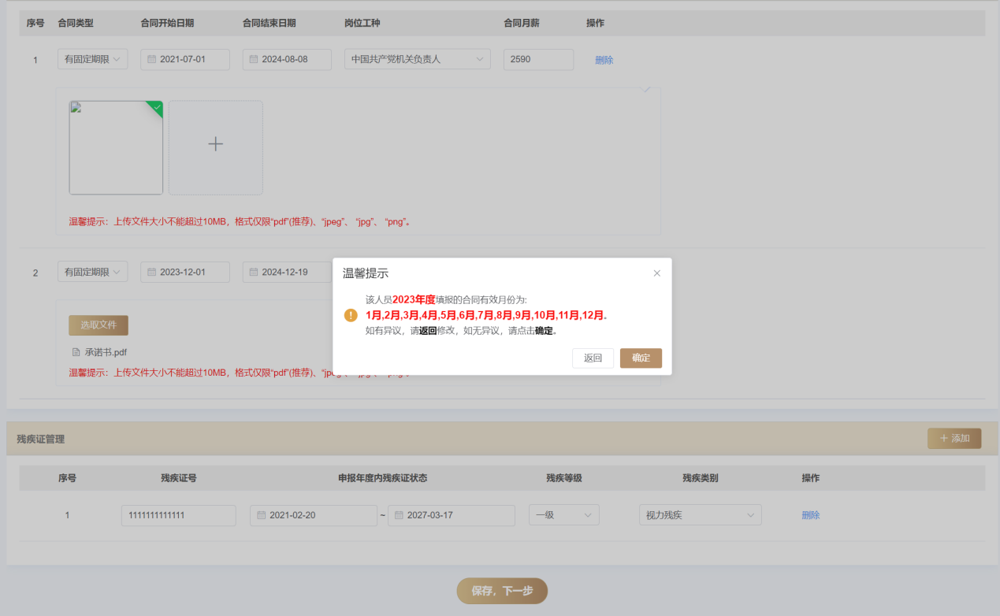 序号 合同类型 合同开始日期 合同结束日期 岗位工种 合同月薪 操作
1 有固定期限 2021-07-01 2024-08-08 中国共产党机关负责人 2590 删除
温馨提示：上传文件大小不能超过10MB，格式仅限“pdf”(推荐)、“jpeg”、 “jpg”、 “png”。
2 有固定期限 2023-12-01 2024-12-19
选取文件
承诺书.pdf
温馨提示：上传文件大小不能超过10MB，格式仅限“pdf”(推荐)、
温馨提示
该人员2023年度填报的合同有效月份为:
1月,2月,3月,4月,5月,6月,7月,8月,9月,10月,11月,12月。
如有异议，请返回修改，如无异议，请点击确定。
返回 确定
残疾证管理 添加
序号 残疾证号 申报年度内残疾证状态 残疾等级 残疾类别 操作
1 1111111111111 2021-02-20 ~ 2027-03-17 一级 视力残疾 删除
保存，下一步